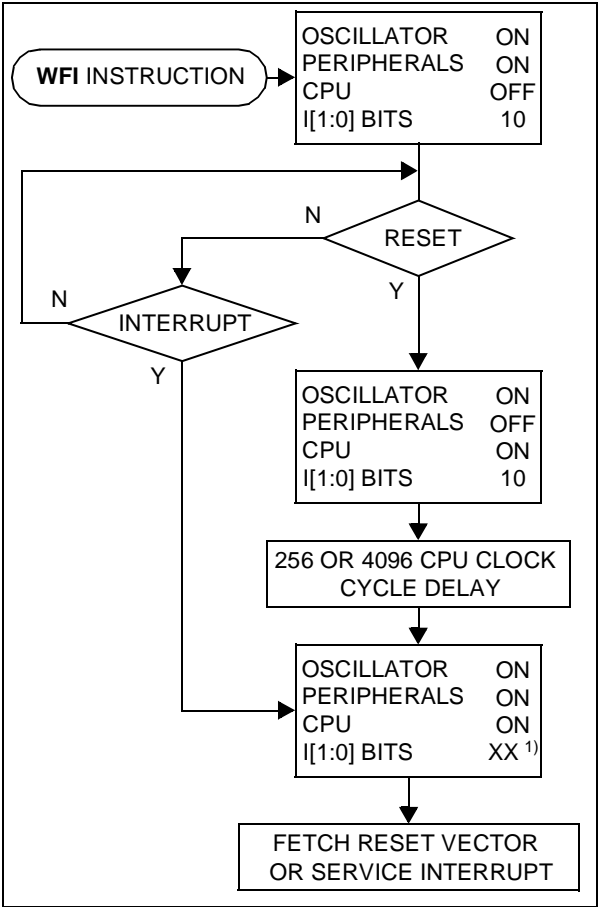 WFI INSTRUCTION
OSCILLATOR ON
PERIPHERALS ON
CPU OFF
I[1:0] BITS 10
N
RESET
Y
N
INTERRUPT
Y
OSCILLATOR ON
PERIPHERALS OFF
CPU ON
I[1:0] BITS 10
256 OR 4096 CPU CLOCK
CYCLE DELAY
OSCILLATOR ON
PERIPHERALS ON
CPU ON
I[1:0] BITS XX 1)
FETCH RESET VECTOR
OR SERVICE INTERRUPT